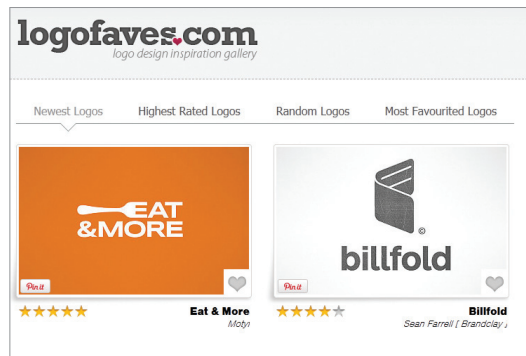 logofaves.com
logo design inspiration gallery
Newest Logos
Highest Rated Logos
Random Logos
Most Favourited Logos
EAT
&MORE
Pin it
Eat & More
©
billfold
Pin it
Billfold
Sean Farrell [ Brandclay ]